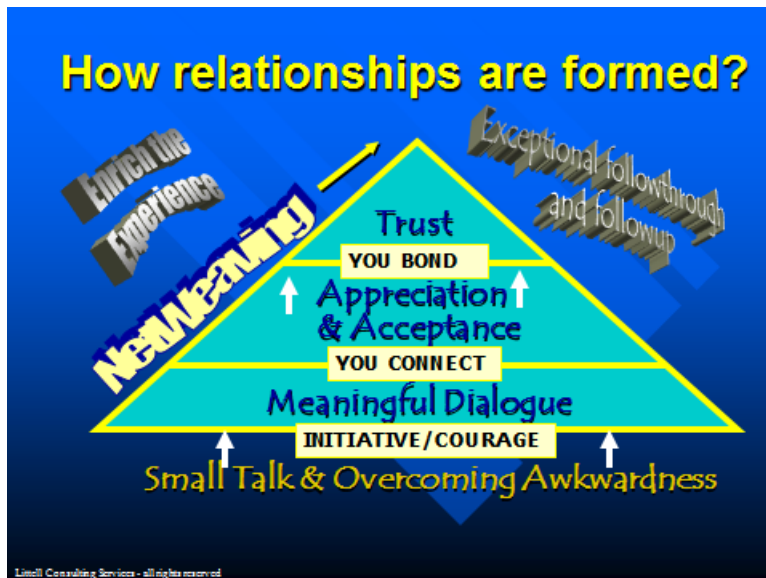 How relationships are formed?
Enrich the
Experience
Exceptional followthrough
and followup
NetWeaving
Trust
YOU BOND
Appreciation
& Acceptance
YOU CONNECT
Meaningful Dialogue
INITIATIVE/COURAGE
Small Talk & Overcoming Awkwardness
Littell Consulting Services - all rights reserved